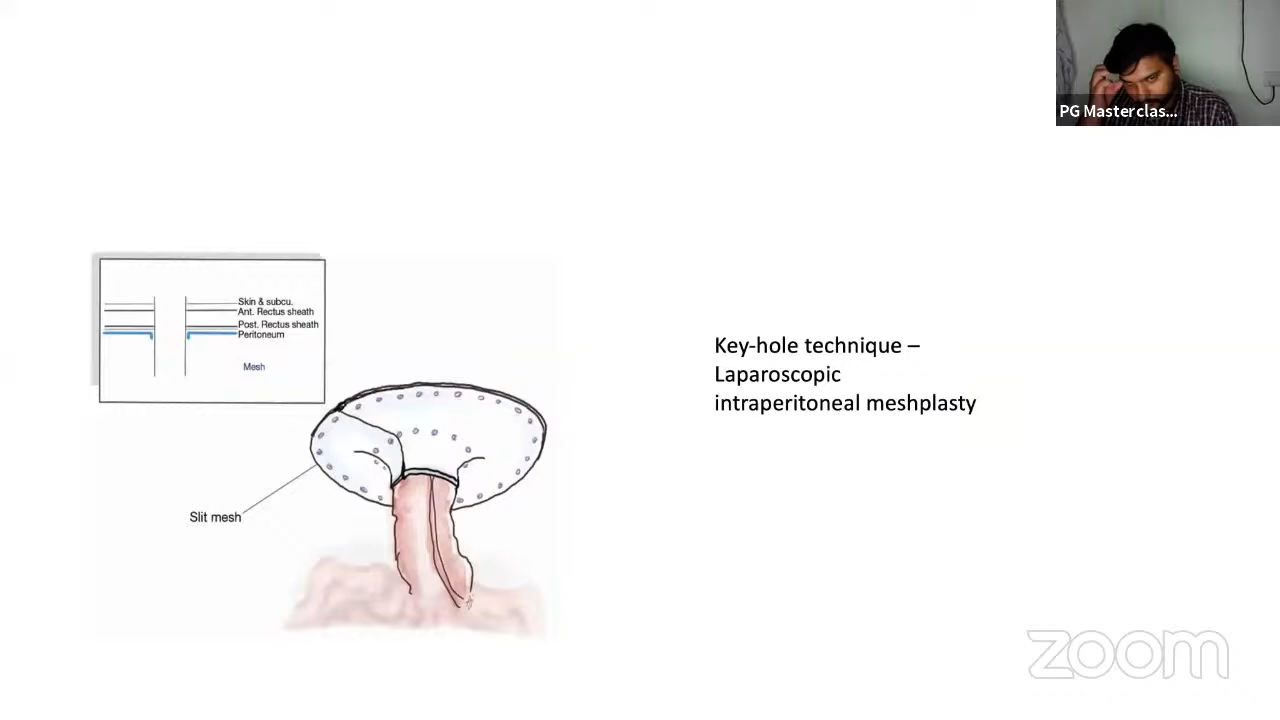 PG Masterclas...
Skin & subcu.
Ant. Rectus sheath
Post. Rectus sheath
Peritoneum
Mesh
Slit mesh
Key-hole technique –
Laparoscopic
intraperitoneal meshplasty
zoom